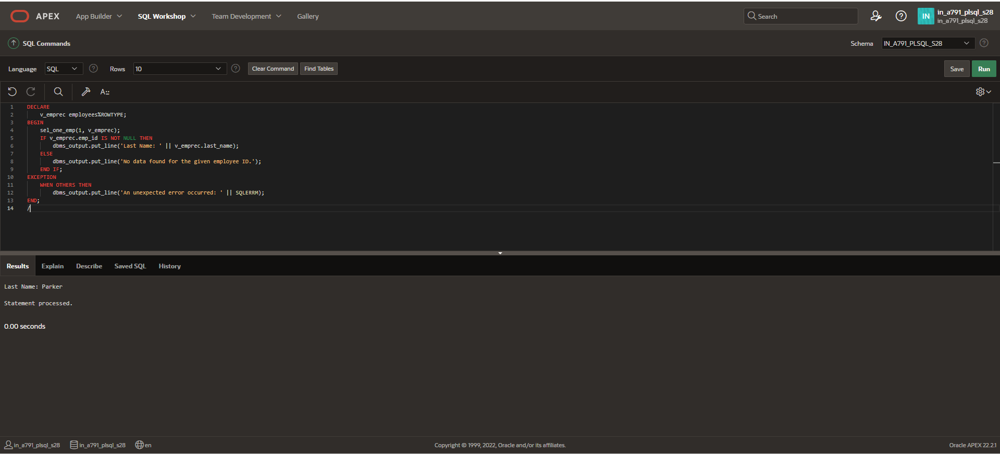 APEX App Builder SQL Workshop Team Development Gallery Search IN in_a791_plsql_s28
in_a791_plsql_s28
SQL Commands Schema IN_A791_PLSQL_S28
Language SQL Rows 10 Clear Command Find Tables Save Run
A
1 DECLARE
2 v_emprec employees%ROWTYPE;
3 BEGIN
4 sel_one_emp(1, v_emprec);
5 IF v_emprec.emp_id IS NOT NULL THEN
6 dbms_output.put_line('Last Name: ' || v_emprec.last_name);
7 ELSE
8 dbms_output.put_line('No data found for the given employee ID.');
9 END IF;
10 EXCEPTION
11 WHEN OTHERS THEN
12 dbms_output.put_line('An unexpected error occurred: ' || SQLERRM);
13 END;
14 /
Results Explain Describe Saved SQL History
Last Name: Parker
Statement processed.
0.00 seconds
in_a791_plsql_s28 in_a791_plsql_s28 en Copyright © 1999, 2022, Oracle and/or its affiliates. Oracle APEX 22.2.1